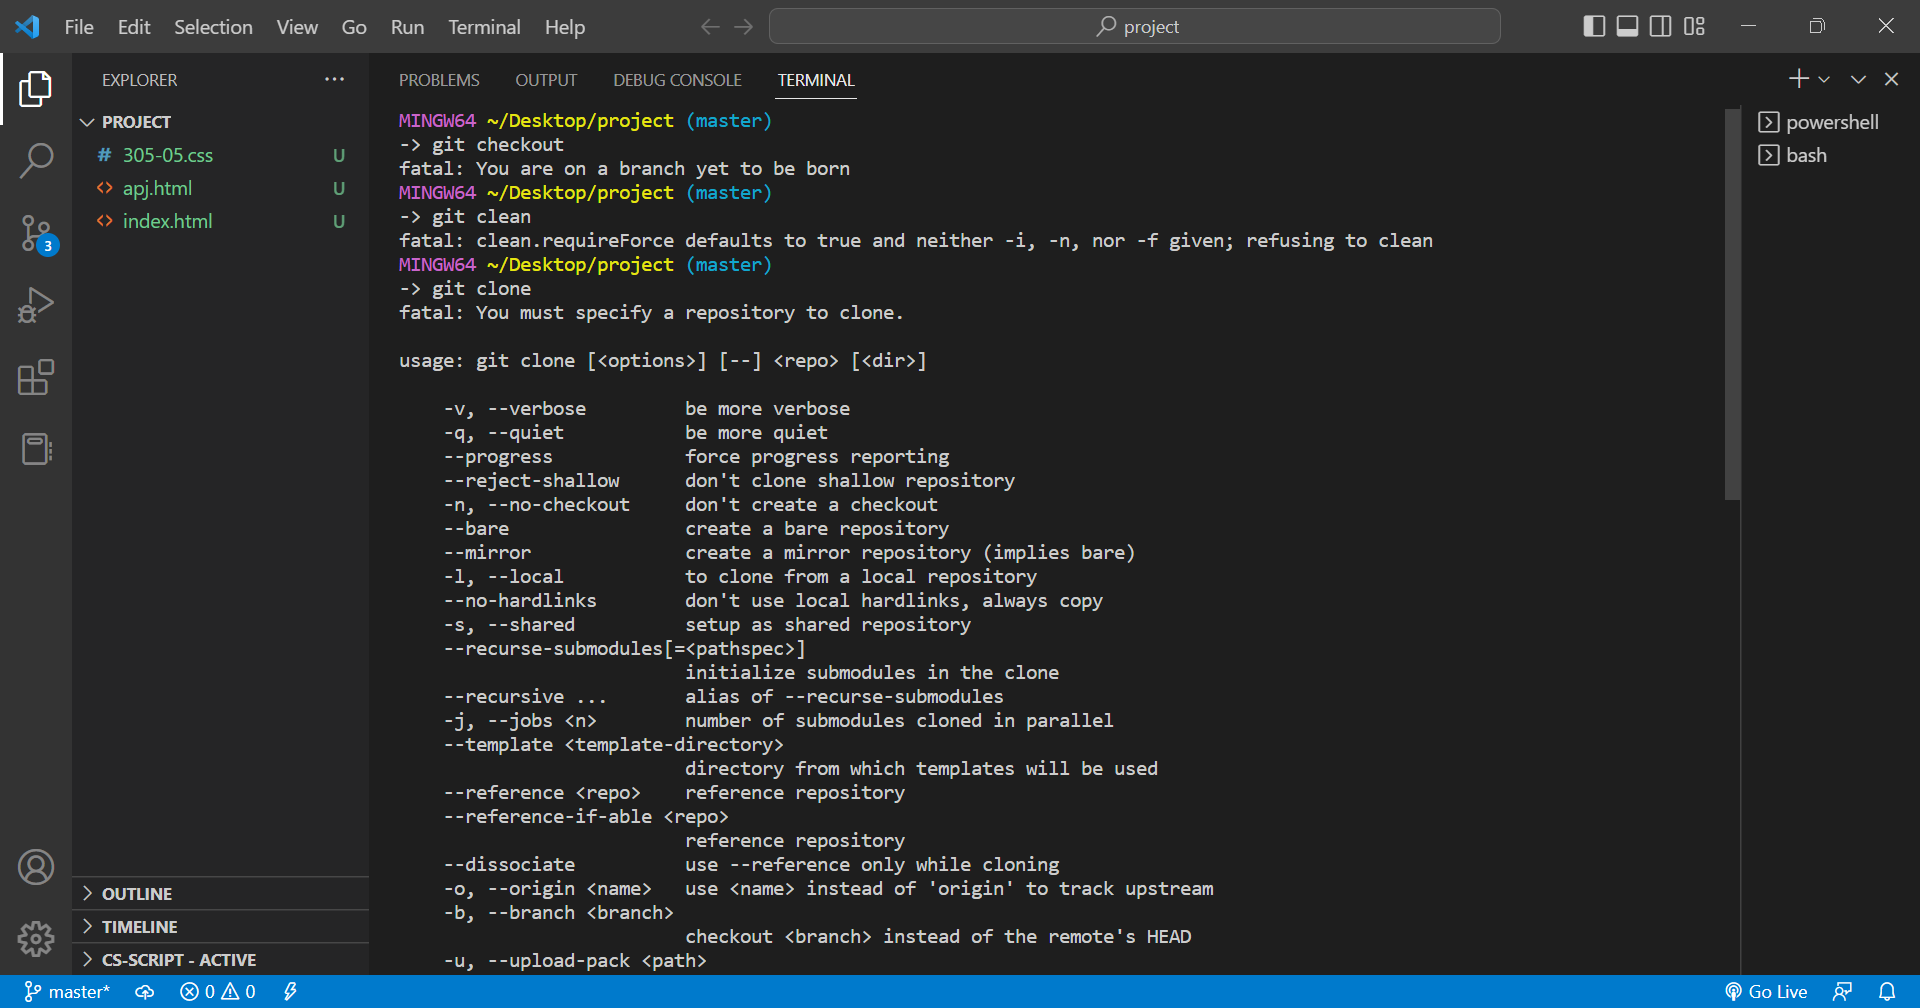 File Edit Selection View Go Run Terminal Help
project
EXPLORER
PROJECT
# 305-05.css U
<> apj.html U
<> index.html U
3
OUTLINE
TIMELINE
CS-SCRIPT - ACTIVE
PROBLEMS OUTPUT DEBUG CONSOLE TERMINAL
MINGW64 ~/Desktop/project (master)
-> git checkout
fatal: You are on a branch yet to be born
MINGW64 ~/Desktop/project (master)
-> git clean
fatal: clean.requireForce defaults to true and neither -i, -n, nor -f given; refusing to clean
MINGW64 ~/Desktop/project (master)
-> git clone
fatal: You must specify a repository to clone.
usage: git clone [<options>] [--] <repo> [<dir>]
-v, --verbose be more verbose
-q, --quiet be more quiet
--progress force progress reporting
--reject-shallow don't clone shallow repository
-n, --no-checkout don't create a checkout
--bare create a bare repository
--mirror create a mirror repository (implies bare)
-l, --local to clone from a local repository
--no-hardlinks don't use local hardlinks, always copy
-s, --shared setup as shared repository
--recurse-submodules[=<pathspec>]
initialize submodules in the clone
--recursive ... alias of --recurse-submodules
-j, --jobs <n> number of submodules cloned in parallel
--template <template-directory>
directory from which templates will be used
--reference <repo> reference repository
--reference-if-able <repo>
reference repository
--dissociate use --reference only while cloning
-o, --origin <name> use <name> instead of 'origin' to track upstream
-b, --branch <branch>
checkout <branch> instead of the remote's HEAD
-u, --upload-pack <path>
powershell
bash
master* 0 0 Go Live